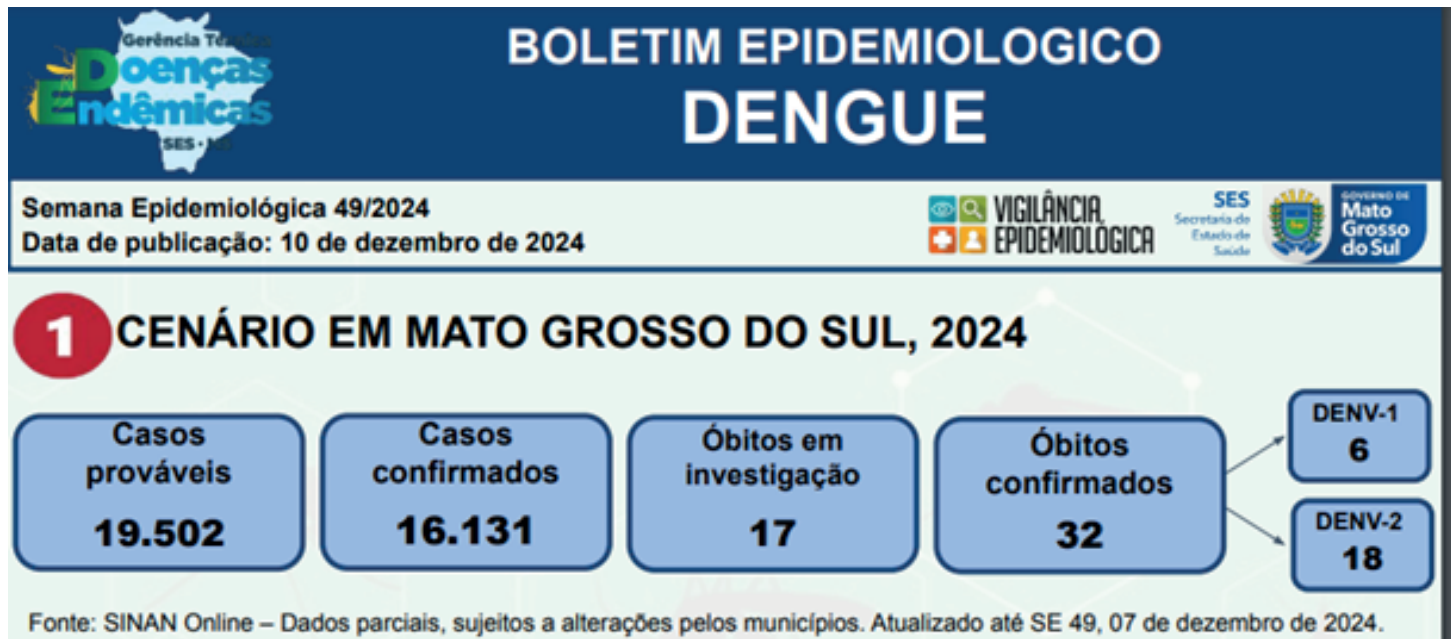 Gerência Técnica
Doenças
Endêmicas
SES - MS
BOLETIM EPIDEMIOLOGICO
DENGUE
Semana Epidemiológica 49/2024
Data de publicação: 10 de dezembro de 2024
VIGILÂNCIA
EPIDEMIOLÓGICA
SES
Secretaria de
Estado de
Saúde
GOVERNO DE
Mato
Grosso
do Sul
1 CENÁRIO EM MATO GROSSO DO SUL, 2024
Casos
prováveis
19.502
Casos
confirmados
16.131
Óbitos em
investigação
17
Óbitos
confirmados
32
DENV-1
6
DENV-2
18
Fonte: SINAN Online – Dados parciais, sujeitos a alterações pelos municípios. Atualizado até SE 49, 07 de dezembro de 2024.